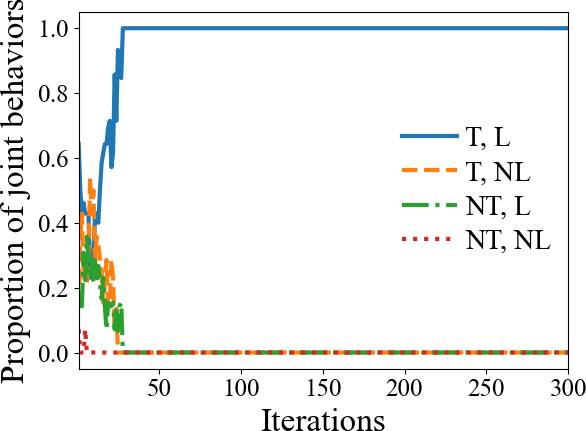 Proportion of joint behaviors
1.0
0.8
0.6
0.4
0.2
0.0
T, L
T, NL
NT, L
NT, NL
50 100 150 200 250 300
Iterations